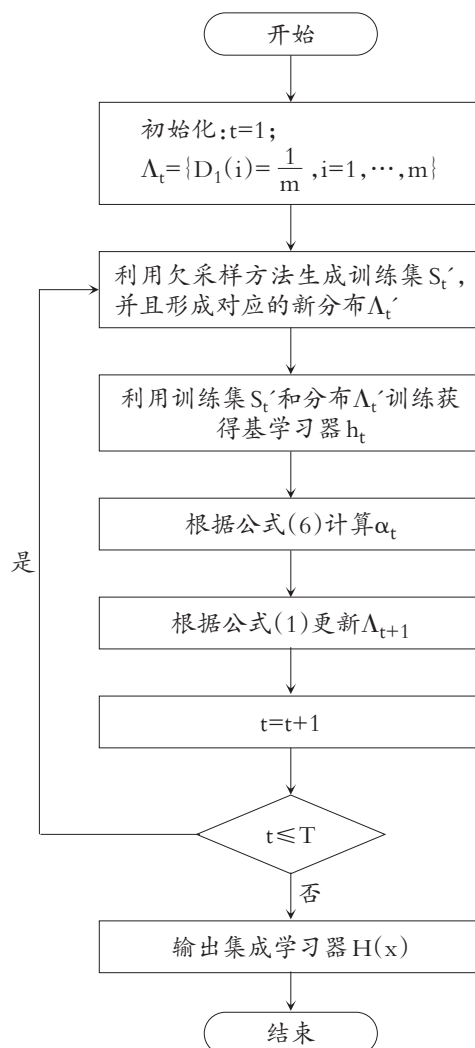 开始
初始化:t=1;
Λt={D1(i)=1/m,i=1,…,m}
利用欠采样方法生成训练集St′,
并且形成对应的新分布Λt′
利用训练集St′和分布Λt′训练获
得基学习器ht
根据公式(6)计算αt
是
根据公式(1)更新Λt+1
t=t+1
t≤T
否
输出集成学习器H(x)
结束